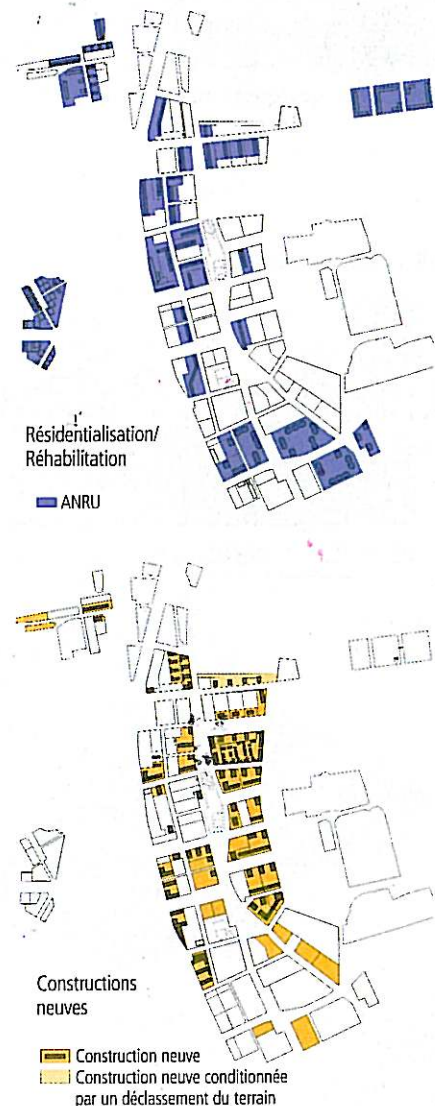 Résidentialisation/
Réhabilitation
ANRU
Constructions
neuves
Construction neuve
Construction neuve conditionnée
par un déclassement du terrain